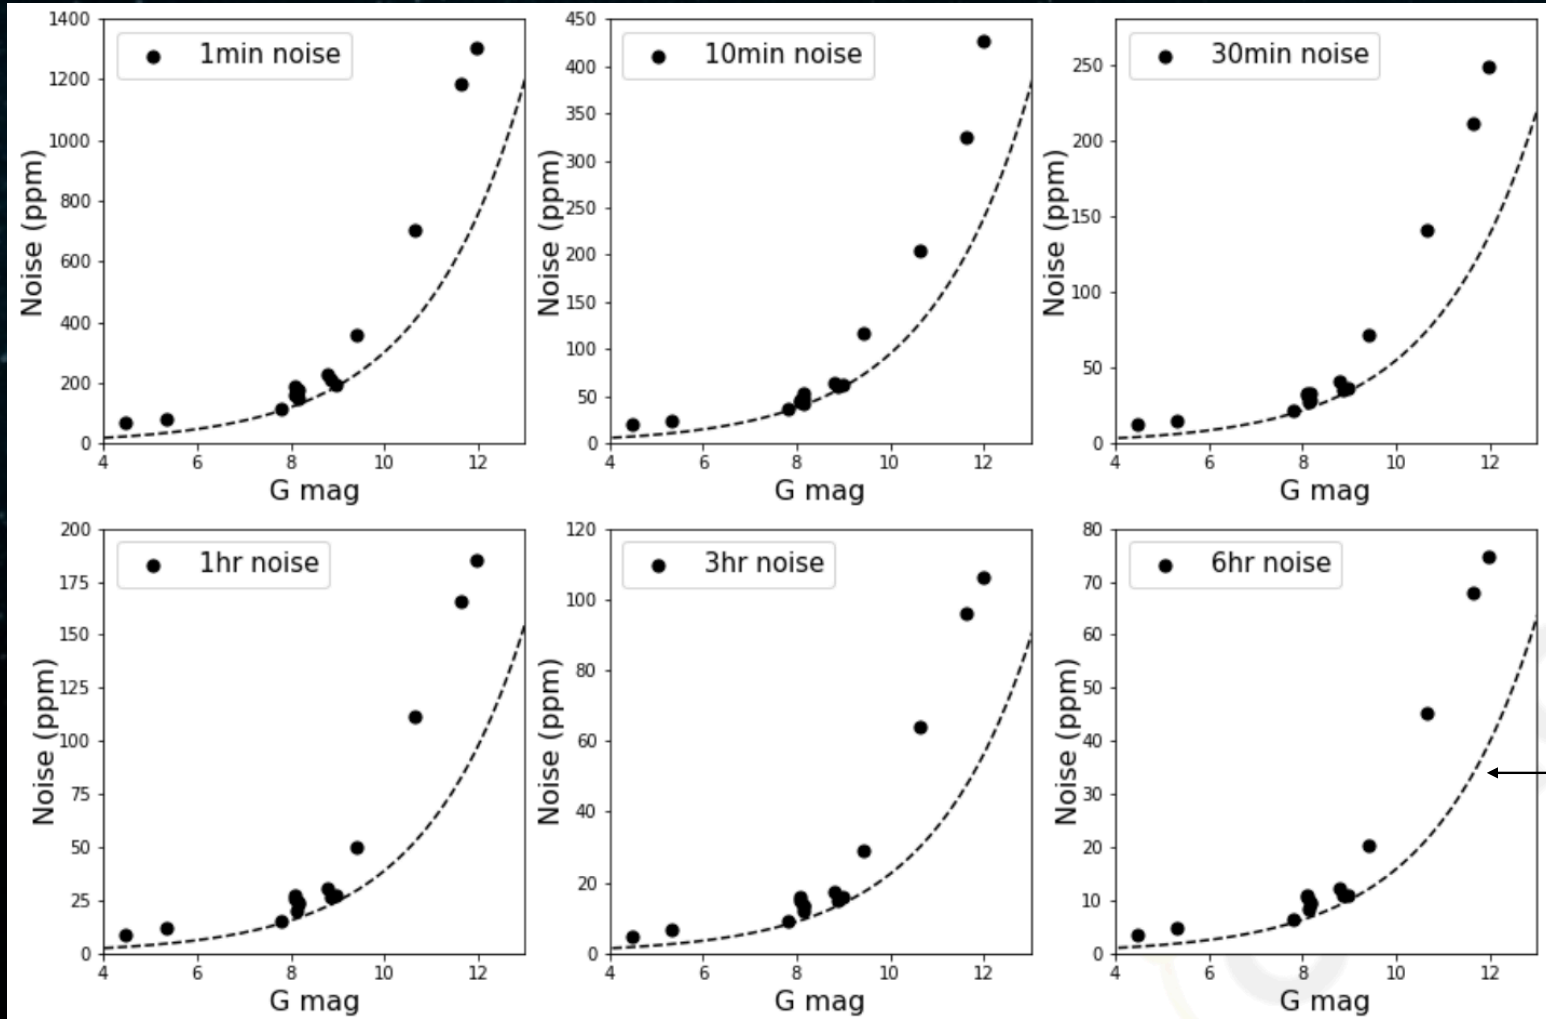 1400
1200
1000
800
600
400
200
0
Noise (ppm)
1min noise
4 6 8 10 12
G mag
450
400
350
300
250
200
150
100
50
0
Noise (ppm)
10min noise
4 6 8 10 12
G mag
250
200
150
100
50
0
Noise (ppm)
30min noise
4 6 8 10 12
G mag
200
175
150
125
100
75
50
25
0
Noise (ppm)
1hr noise
4 6 8 10 12
G mag
120
100
80
60
40
20
0
Noise (ppm)
3hr noise
4 6 8 10 12
G mag
80
70
60
50
40
30
20
10
0
Noise (ppm)
6hr noise
4 6 8 10 12
G mag